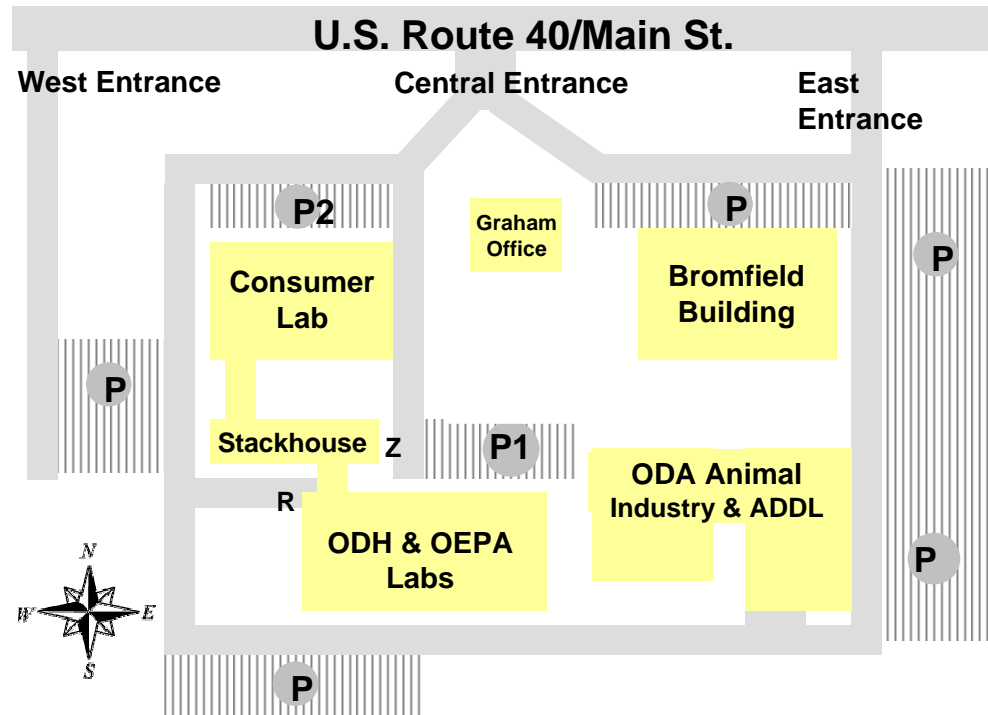 U.S. Route 40/Main St.
West Entrance
Central Entrance
East
Entrance
P2
P
P
Graham
Office
Consumer
Lab
Bromfield
Building
P
Stackhouse
Z
P1
R
ODA Animal
Industry & ADDL
ODH & OEPA
Labs
P
N
W
E
S
P